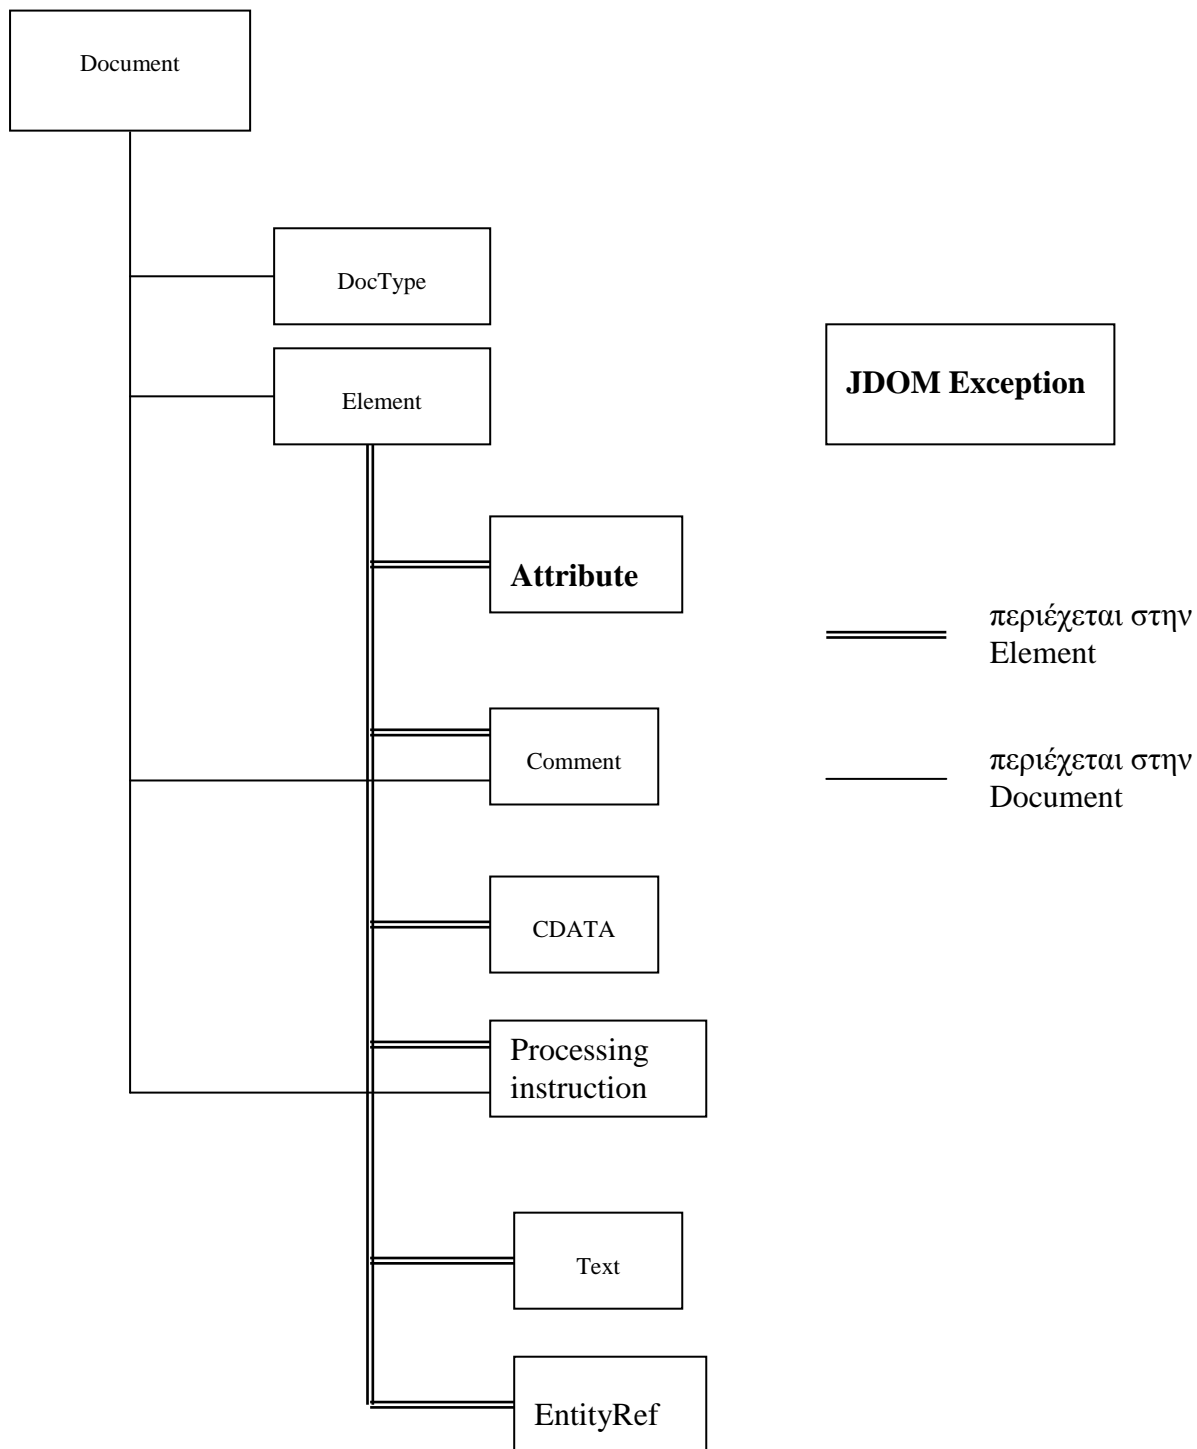 Document
DocType
Element
JDOM Exception
Attribute
περιέχεται στην
Element
Comment
περιέχεται στην
Document
CDATA
Processing
instruction
Text
EntityRef